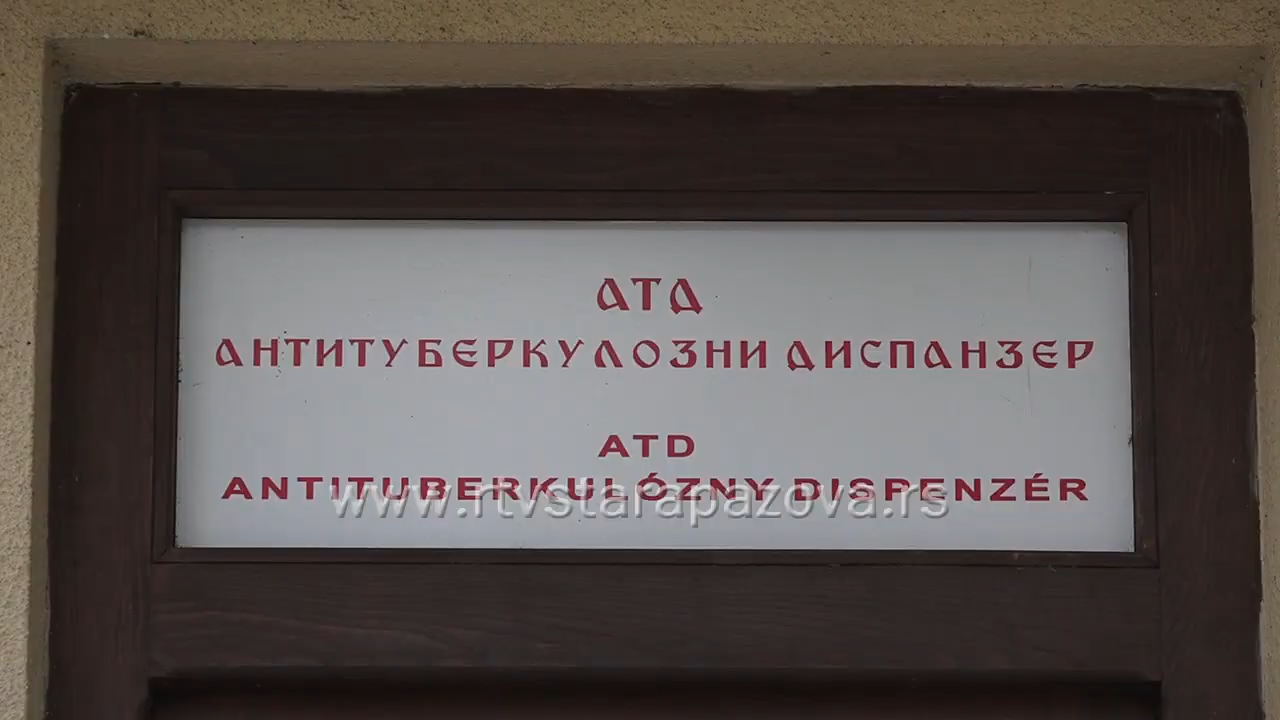 АТД
АНТИТУБЕРКУЛОЗНИ ДИСПАНЗЕР
ATD
ANTITUBERKULÓZNY DISPENZÉR
www.rtvstarapazova.rs